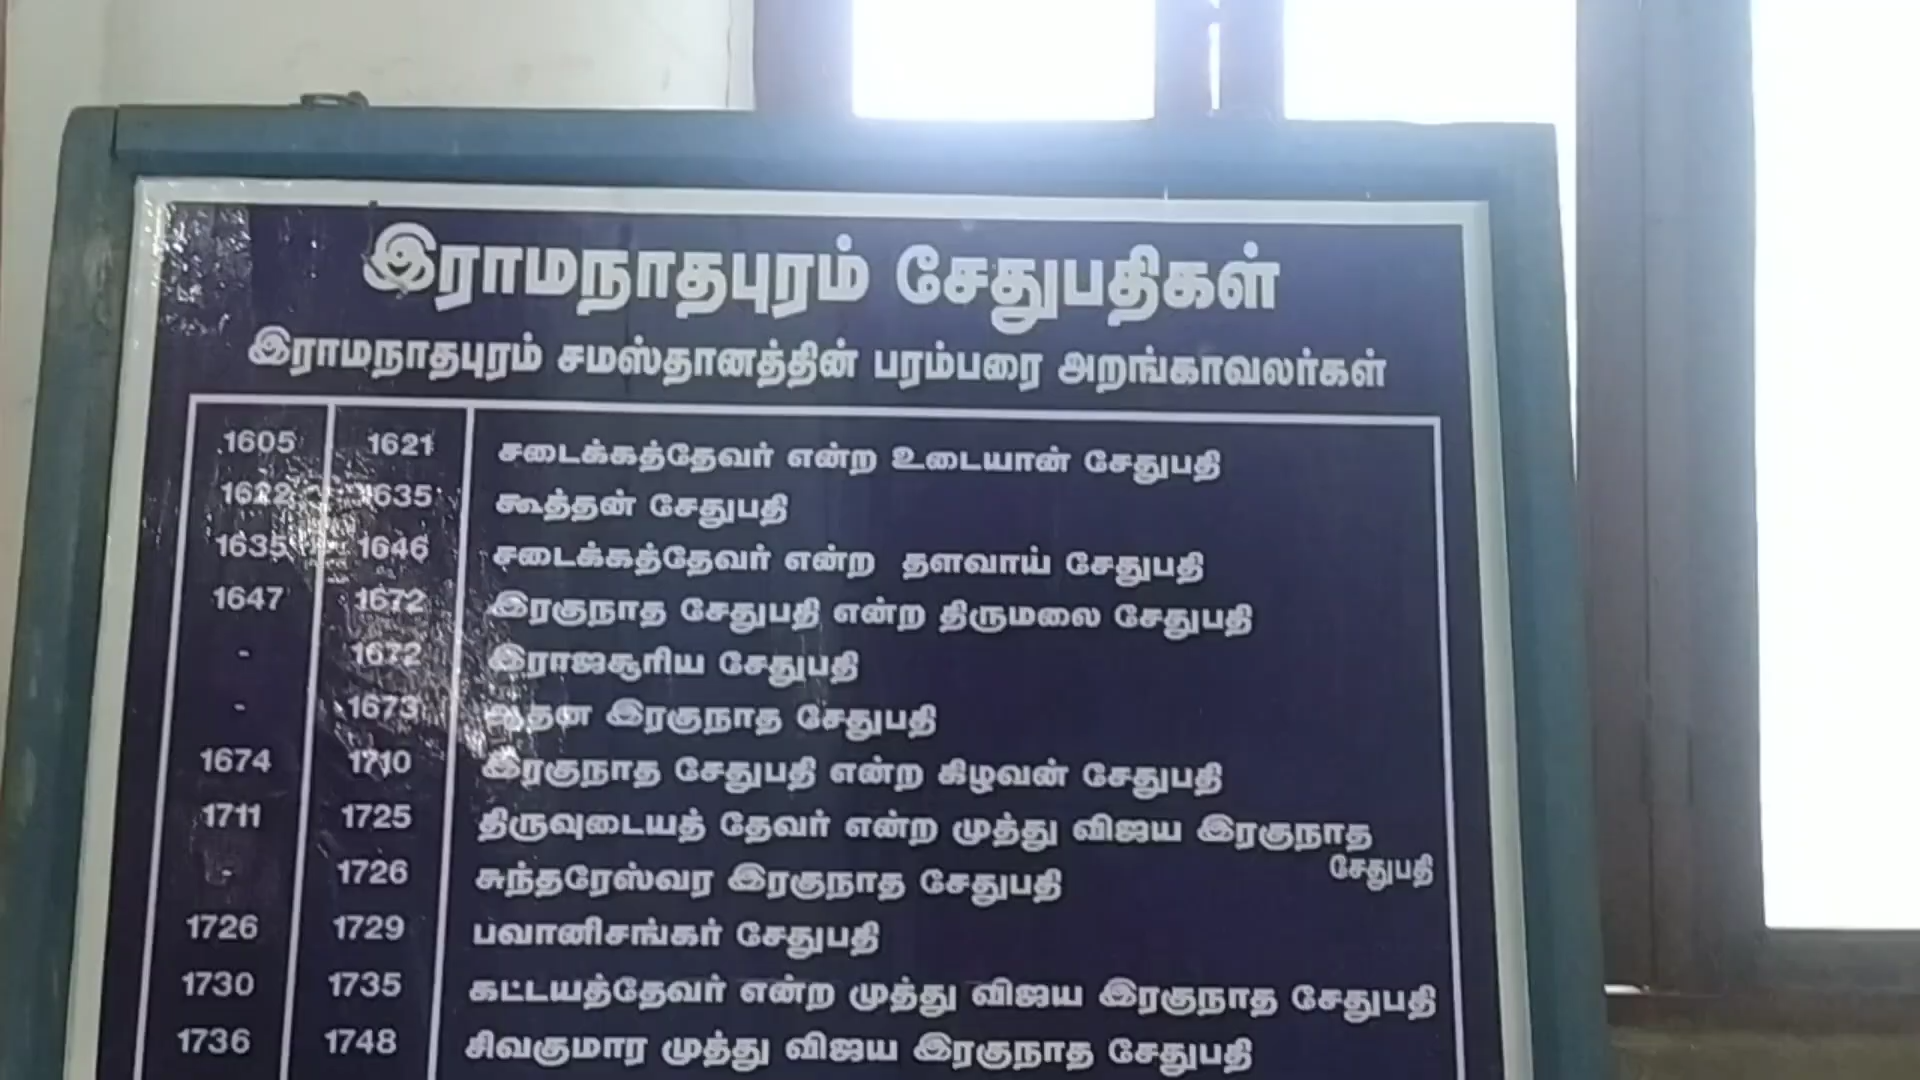 இராமநாதபுரம் சேதுபதிகள்
இராமநாதபுரம் சமஸ்தானத்தின் பரம்பரை அறங்காவலர்கள்
1605 1621 சடைக்கத்தேவர் என்ற உடையான் சேதுபதி
1622 1635 கூத்தன் சேதுபதி
1635 1646 சடைக்கத்தேவர் என்ற தளவாய் சேதுபதி
1647 1672 இரகுநாத சேதுபதி என்ற திருமலை சேதுபதி
- 1672 இராஜசூரிய சேதுபதி
- 1673 இரகுநாத சேதுபதி
1674 1710 இரகுநாத சேதுபதி என்ற கிழவன் சேதுபதி
1711 1725 திருவுடையத் தேவர் என்ற முத்து விஜய இரகுநாத
சேதுபதி
- 1726 சுந்தரேஸ்வர இரகுநாத சேதுபதி
1726 1729 பவானிசங்கர் சேதுபதி
1730 1735 கட்டயத்தேவர் என்ற முத்து விஜய இரகுநாத சேதுபதி
1736 1748 சிவகுமார முத்து விஜய இரகுநாத சேதுபதி